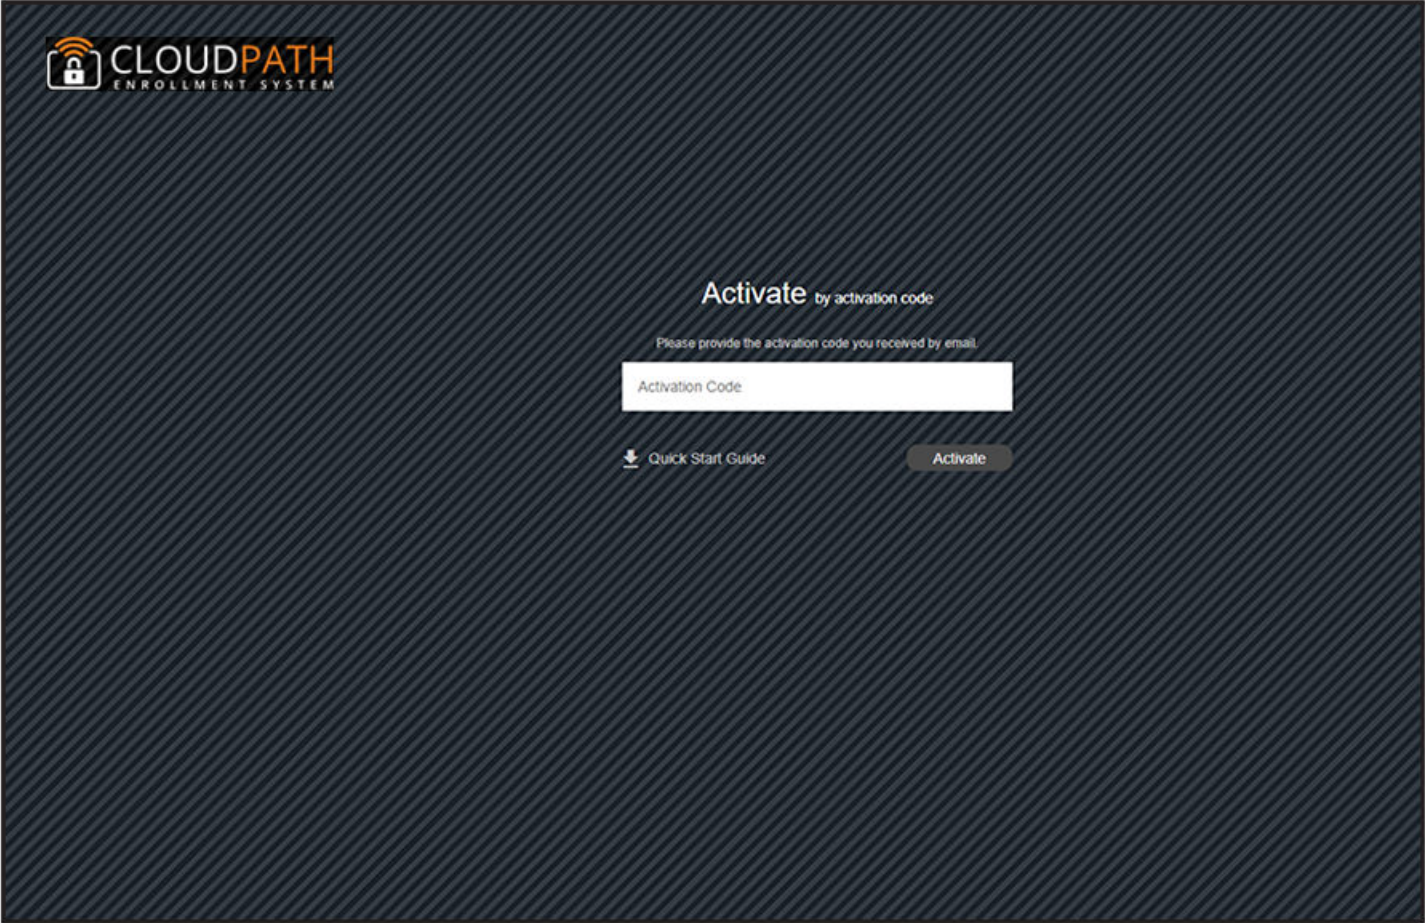 CLOUDPATH
ENROLLMENT SYSTEM
Activate by activation code
Please provide the activation code you received by email.
Activation Code
Quick Start Guide
Activate